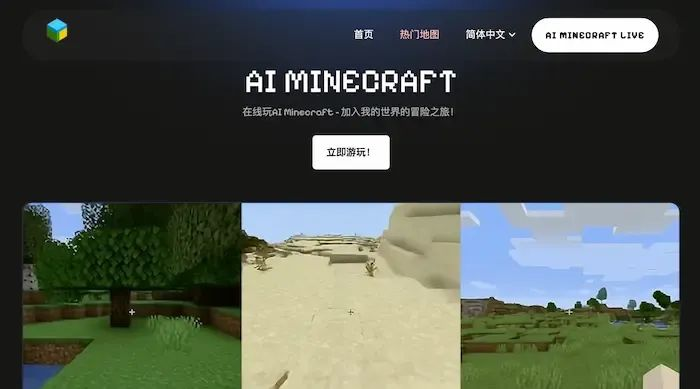 首页
热门地图
简体中文
AI MINECRAFT LIVE
AI MINECRAFT
在线玩AI Minecraft - 加入我的世界的冒险之旅!
立即游玩!